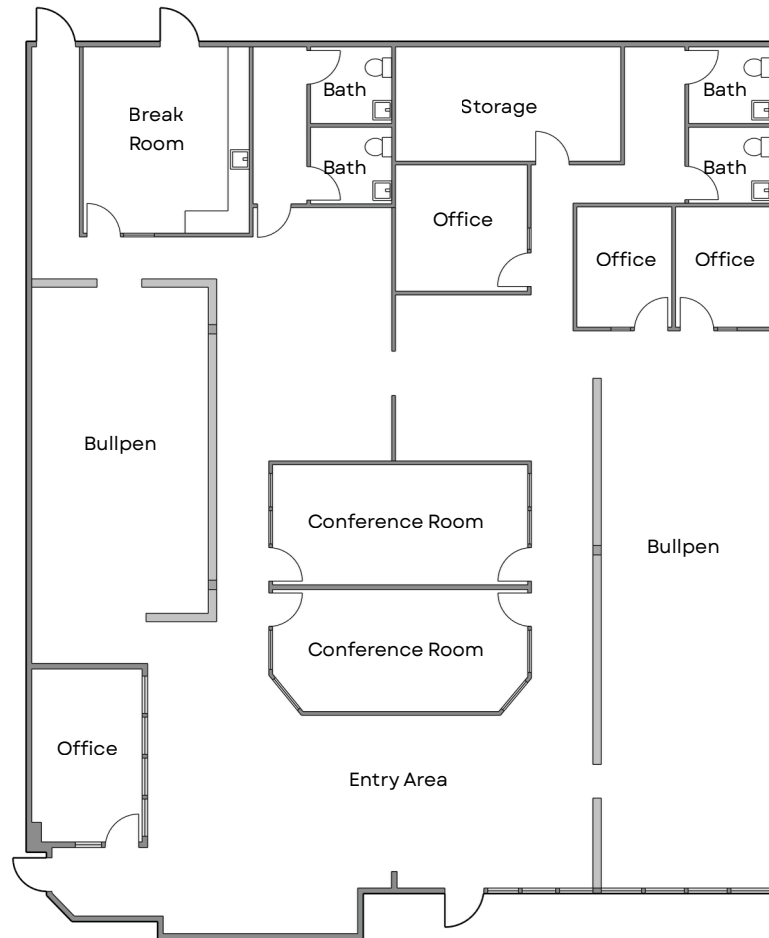 Bath
Storage
Bath
Break
Room
Bath
Bath
Office
Office
Office
Bullpen
Conference Room
Bullpen
Conference Room
Office
Entry Area